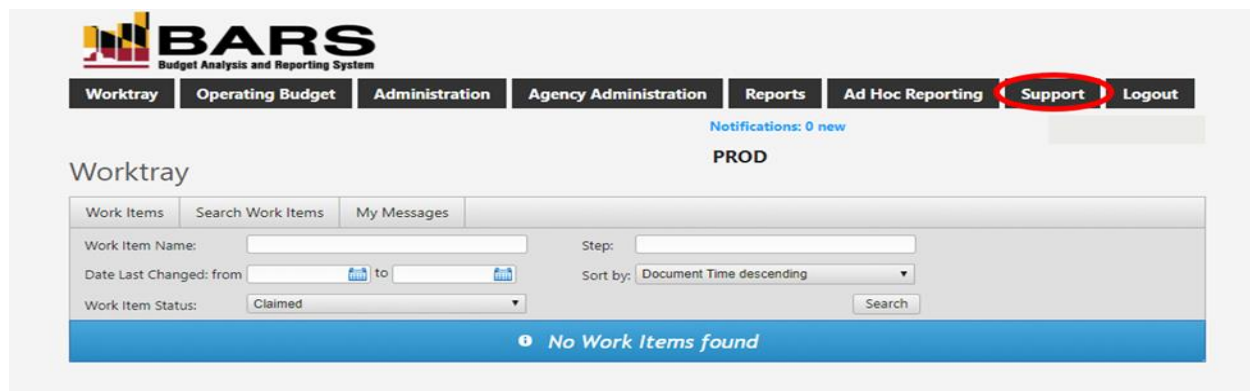 BARS
Budget Analysis and Reporting System
Worktray Operating Budget Administration Agency Administration Reports Ad Hoc Reporting Support Logout
Notifications: 0 new
PROD
Worktray
Work Items Search Work Items My Messages
Work Item Name: Step:
Date Last Changed: from to Sort by: Document Time descending
Work Item Status: Claimed Search
No Work Items found